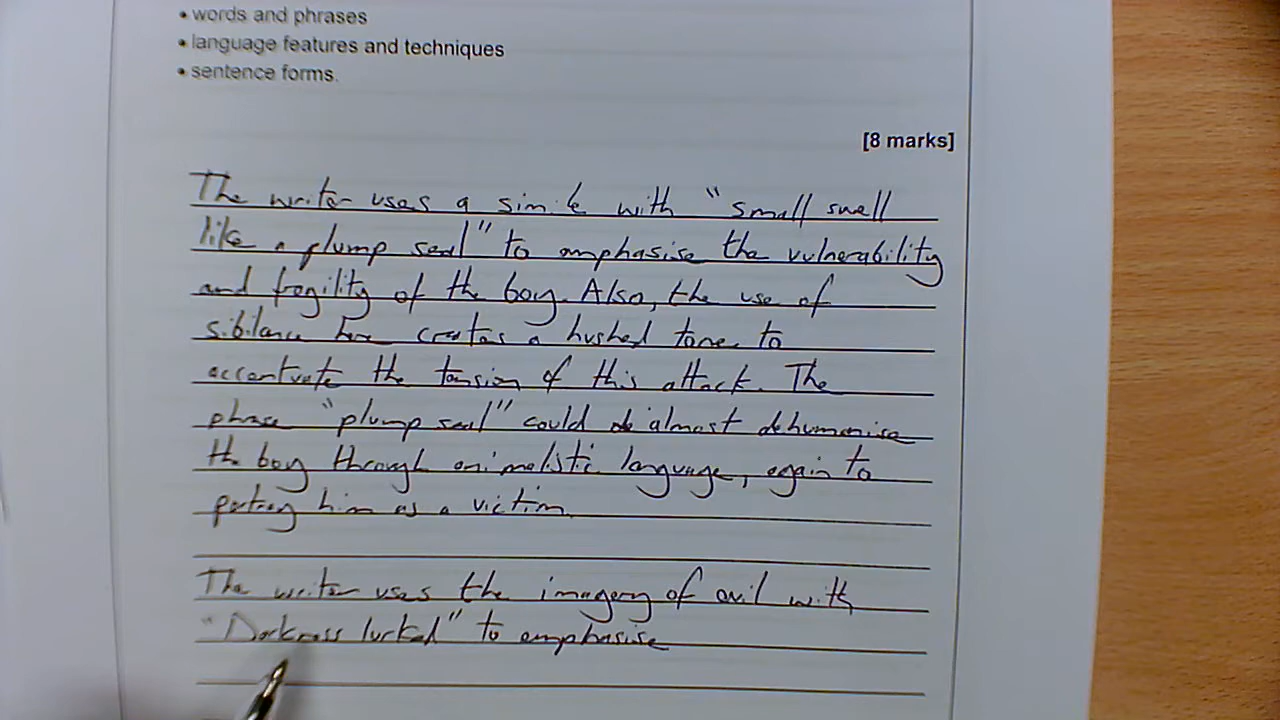 • words and phrases
• language features and techniques
• sentence forms.
[8 marks]
The writer uses a simile with "small swell
like a plump seal" to emphasise the vulnerability
and fragility of the boy. Also, the use of
sibilance here creates a hushed tone to
accentuate the tension of this attack. The
phrase "plump seal" could almost dehumanise
the boy through animalistic language, again to
portray him as a victim.
The writer uses the imagery of evil with
"Darkness lurked" to emphasise